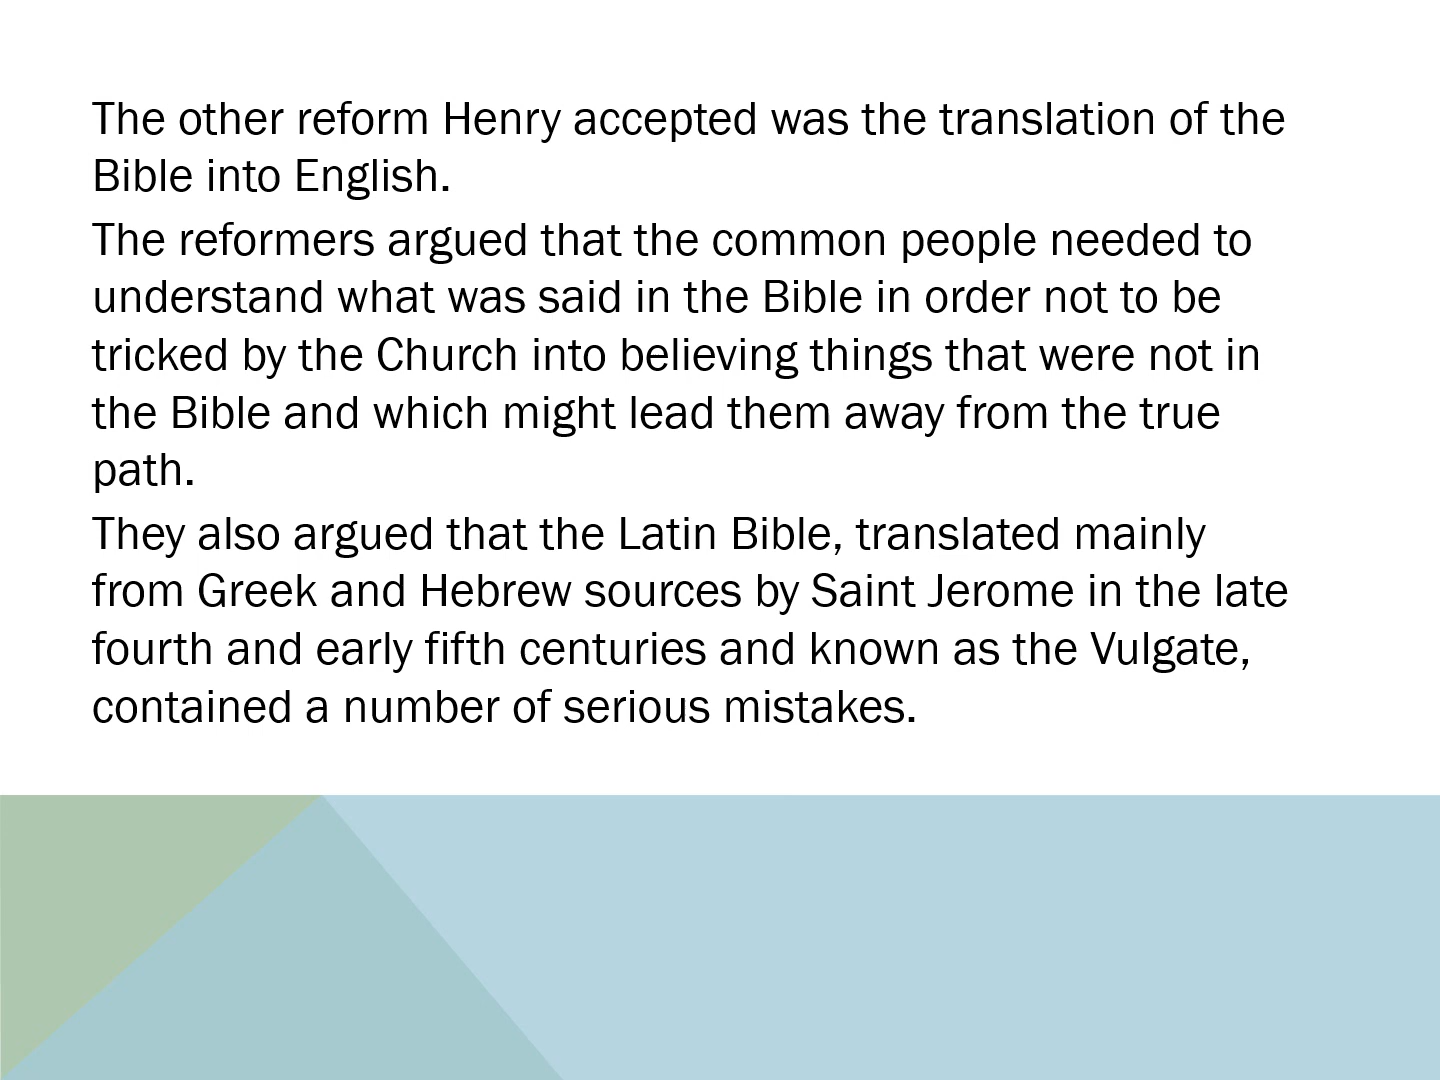 The other reform Henry accepted was the translation of the
Bible into English.
The reformers argued that the common people needed to
understand what was said in the Bible in order not to be
tricked by the Church into believing things that were not in
the Bible and which might lead them away from the true
path.
They also argued that the Latin Bible, translated mainly
from Greek and Hebrew sources by Saint Jerome in the late
fourth and early fifth centuries and known as the Vulgate,
contained a number of serious mistakes.